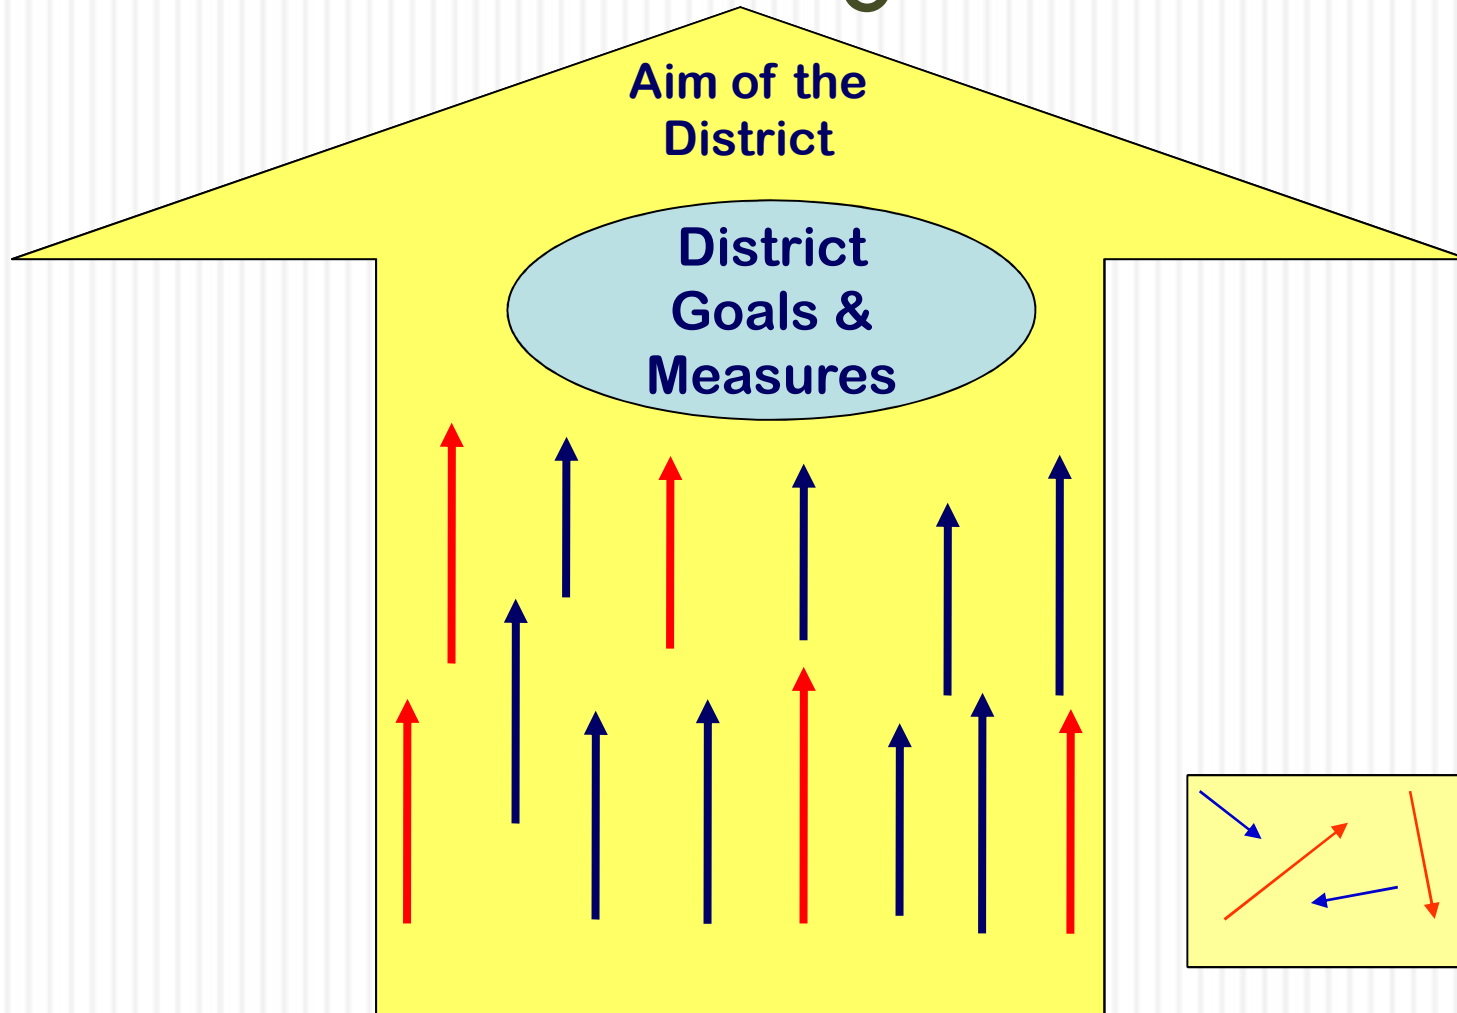 Aim of the
District
District
Goals &
Measures